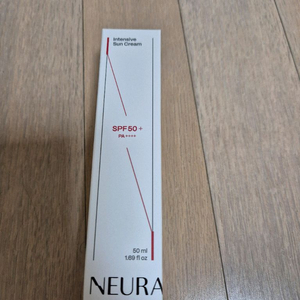 Intensive
Sun Cream
SPF50+
PA++++
50 ml
1.69 fl oz
NEURA